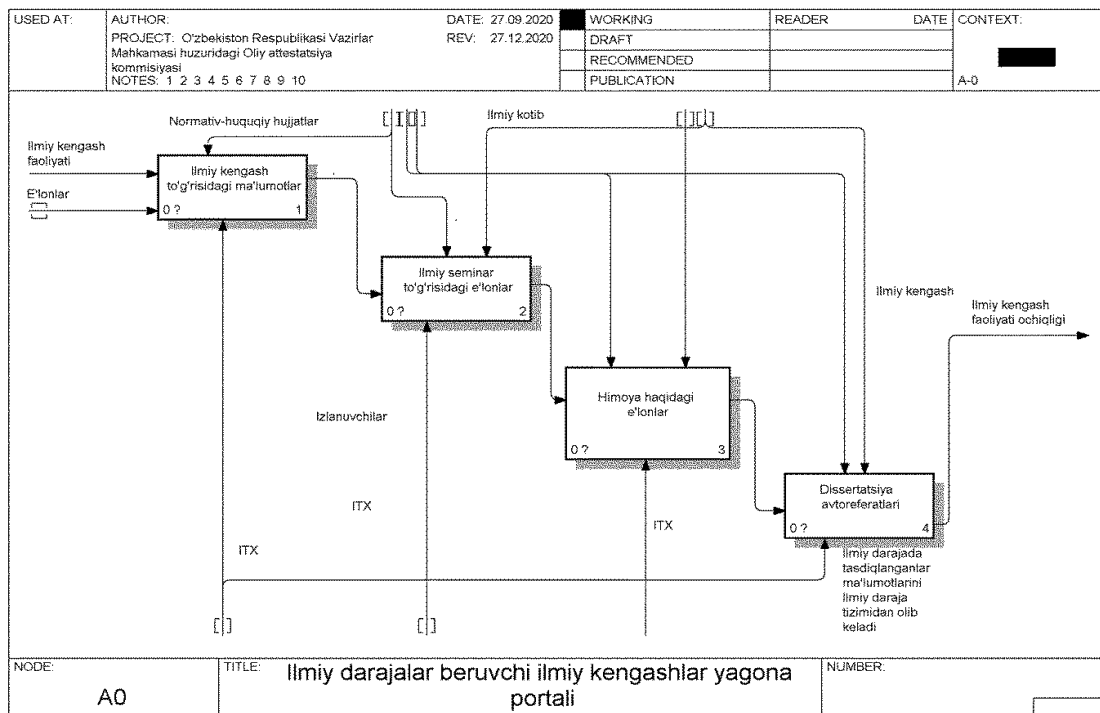 USED AT:
AUTHOR:
DATE: 27.09.2020
PROJECT: O'zbekiston Respublikasi Vazirlar
REV: 27.12.2020
Mahkamasi huzuridagi Oliy attestatsiya
kommisiyasi
NOTES: 1 2 3 4 5 6 7 8 9 10
WORKING
DRAFT
RECOMMENDED
PUBLICATION
READER
DATE
CONTEXT:
A-0
Normativ-huquqiy hujjatlar
Ilmiy kotib
Ilmiy kengash
faoliyati
E'lonlar
Ilmiy kengash
to'g'risidagi ma'lumotlar
0 ?
1
Ilmiy seminar
to'g'risidagi e'lonlar
0 ?
2
Ilmiy kengash
Ilmiy kengash
faoliyati ochiqligi
Himoya haqidagi
e'lonlar
0 ?
3
Izlanuvchilar
Dissertatsiya
avtoreferatlari
0 ?
4
ITX
ITX
ITX
Ilmiy darajada
tasdiqlanganlar
ma'lumotlarini
Ilmiy daraja
tizimidan olib
keladi
NODE:
A0
TITLE:
Ilmiy darajalar beruvchi ilmiy kengashlar yagona
portali
NUMBER: